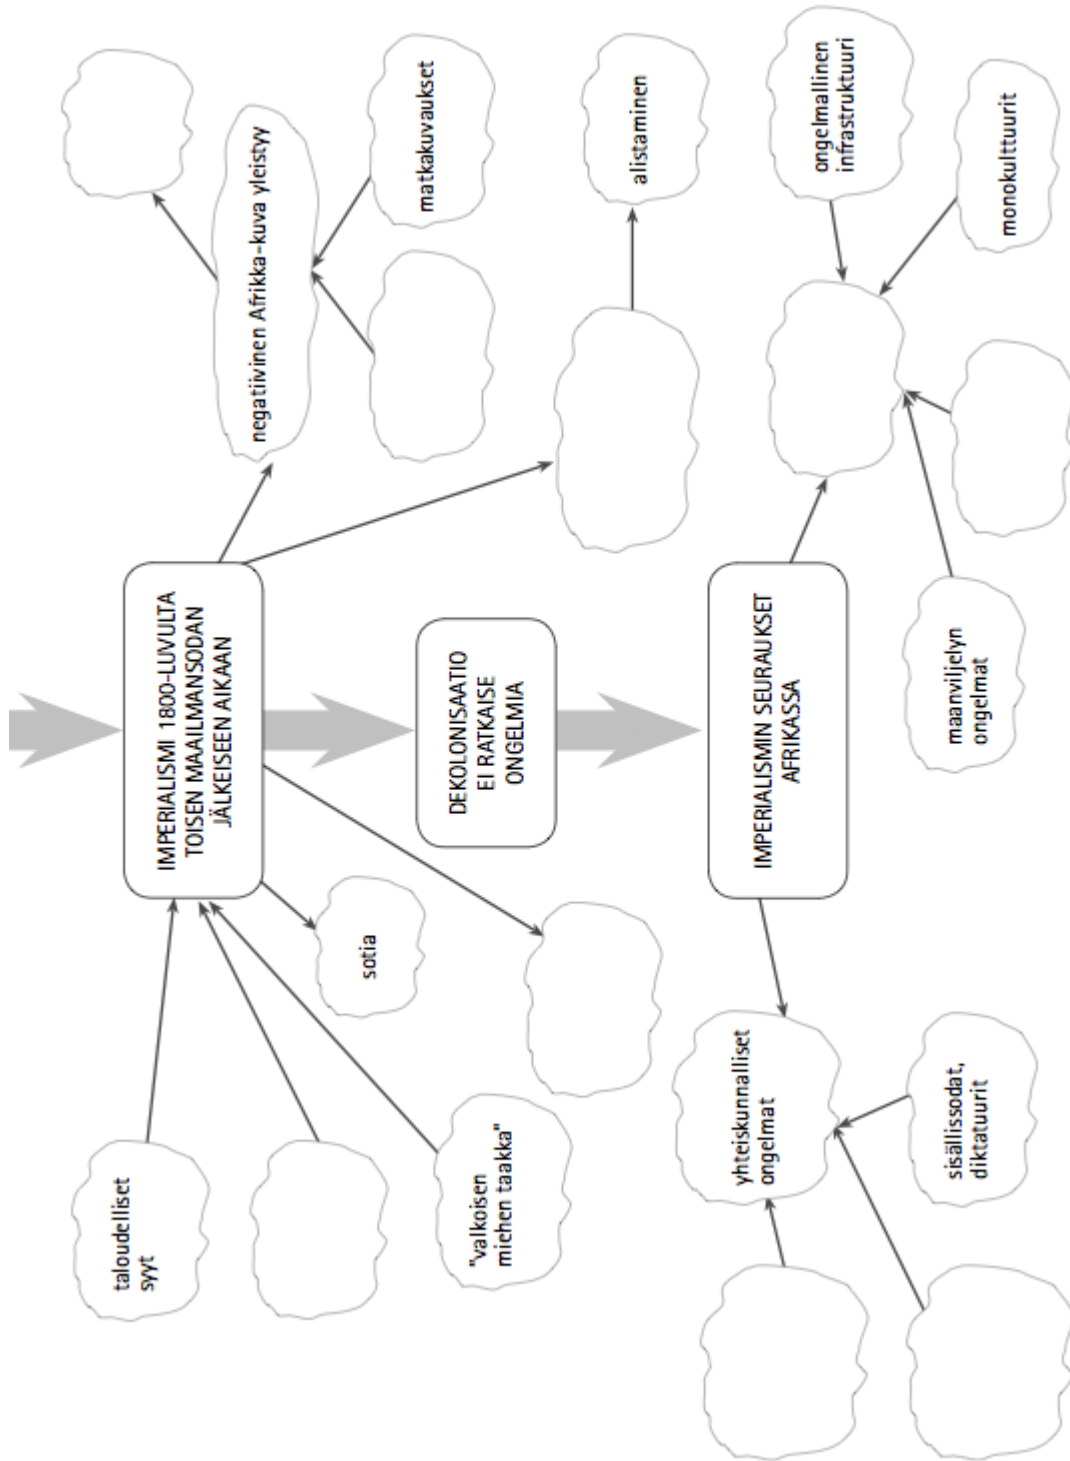 taloudelliset
syyt
"valkoisen
miehen taakka"
sotia
IMPERIALISMI 1800-LUVULTA
TOISEN MAAILMANSODAN
JÄLKEISEEN AIKAAN
negatiivinen Afrikka-kuva yleistyy
matkakuvaukset
alistaminen
DEKOLONISAATIO
EI RATKAISE
ONGELMIA
yhteiskunnalliset
ongelmat
sisällissodat,
diktatuurit
IMPERIALISMIN SEURAUKSET
AFRIKASSA
ongelmallinen
infrastruktuuri
monokulttuurit
maanviljelyn
ongelmat